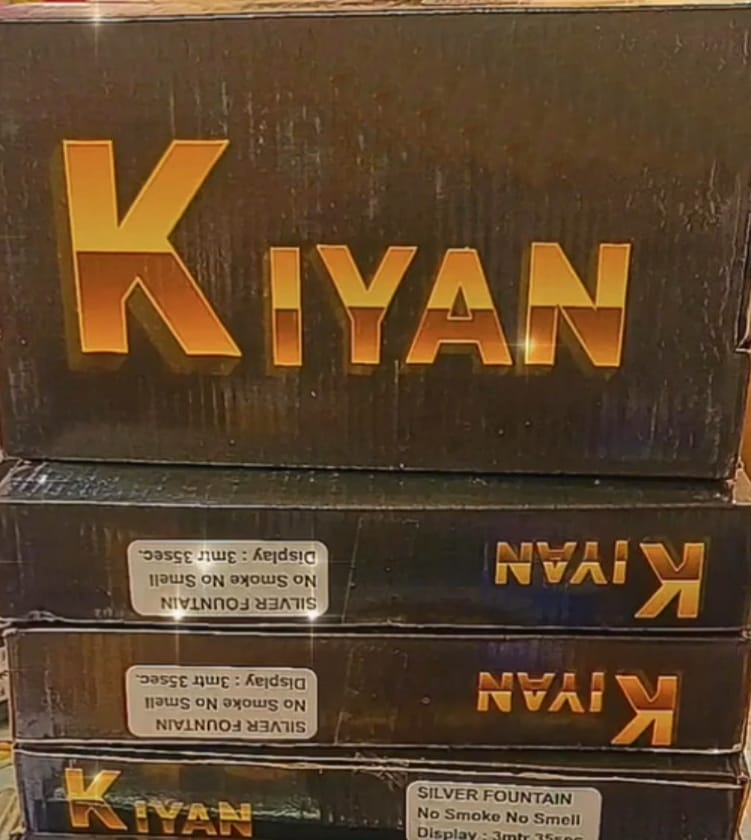 KIYAN
Display : 3mtr 35sec.
No Smoke No Smell
SILVER FOUNTAIN
KIYAN
Display : 3mtr 35sec.
No Smoke No Smell
SILVER FOUNTAIN
KIYAN
KIYAN
SILVER FOUNTAIN
No Smoke No Smell
Display : 3mtr 35sec